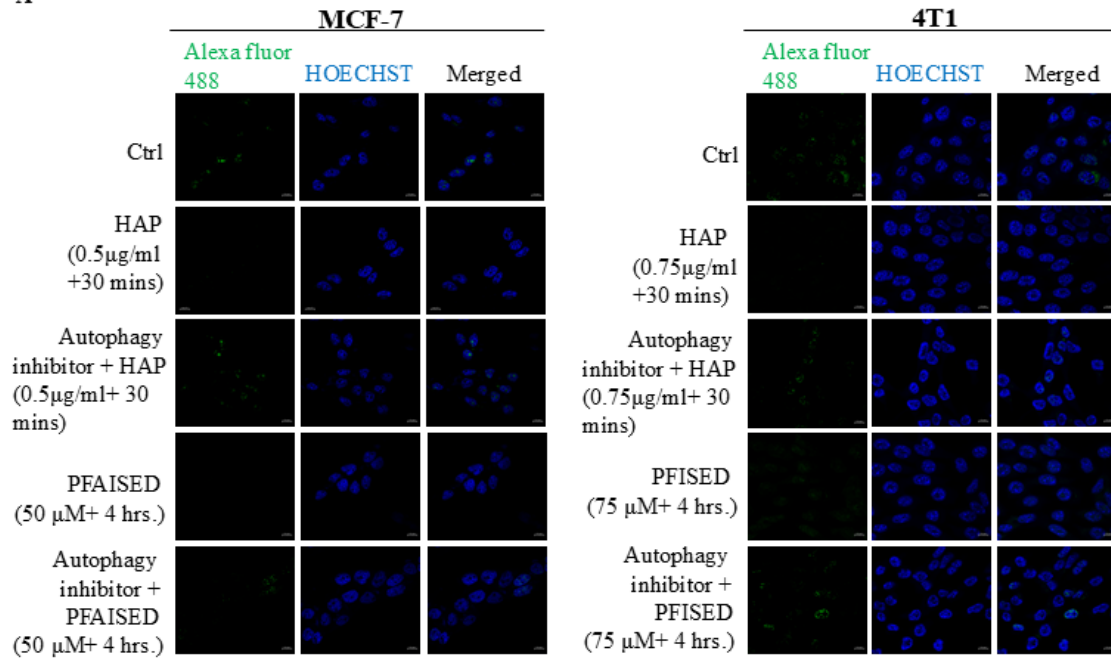 MCF-7
Alexa fluor
488
HOECHST
Merged
Ctrl
HAP
(0.5µg/ml
+30 mins)
Autophagy
inhibitor + HAP
(0.5µg/ml+ 30
mins)
PFAISED
(50 µM+ 4 hrs.)
Autophagy
inhibitor +
PFAISED
(50 µM+ 4 hrs.)
4T1
Alexa fluor
488
HOECHST
Merged
Ctrl
HAP
(0.75µg/ml
+30 mins)
Autophagy
inhibitor + HAP
(0.75µg/ml+ 30
mins)
PFISED
(75 µM+ 4 hrs.)
Autophagy
inhibitor +
PFISED
(75 µM+ 4 hrs.)